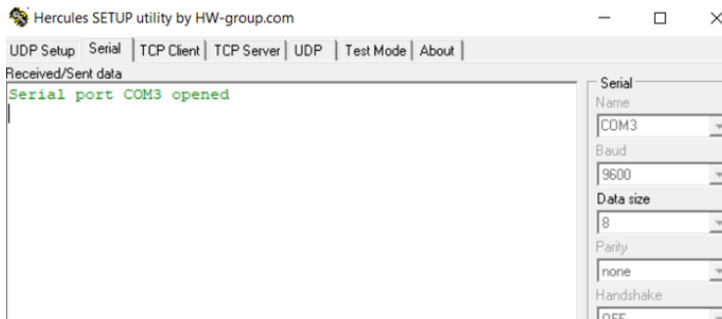 Hercules SETUP utility by HW-group.com
UDP Setup Serial TCP Client TCP Server UDP Test Mode About
Received/Sent data
Serial port COM3 opened
Serial
Name
COM3
Baud
9600
Data size
8
Parity
none
Handshake
OFF